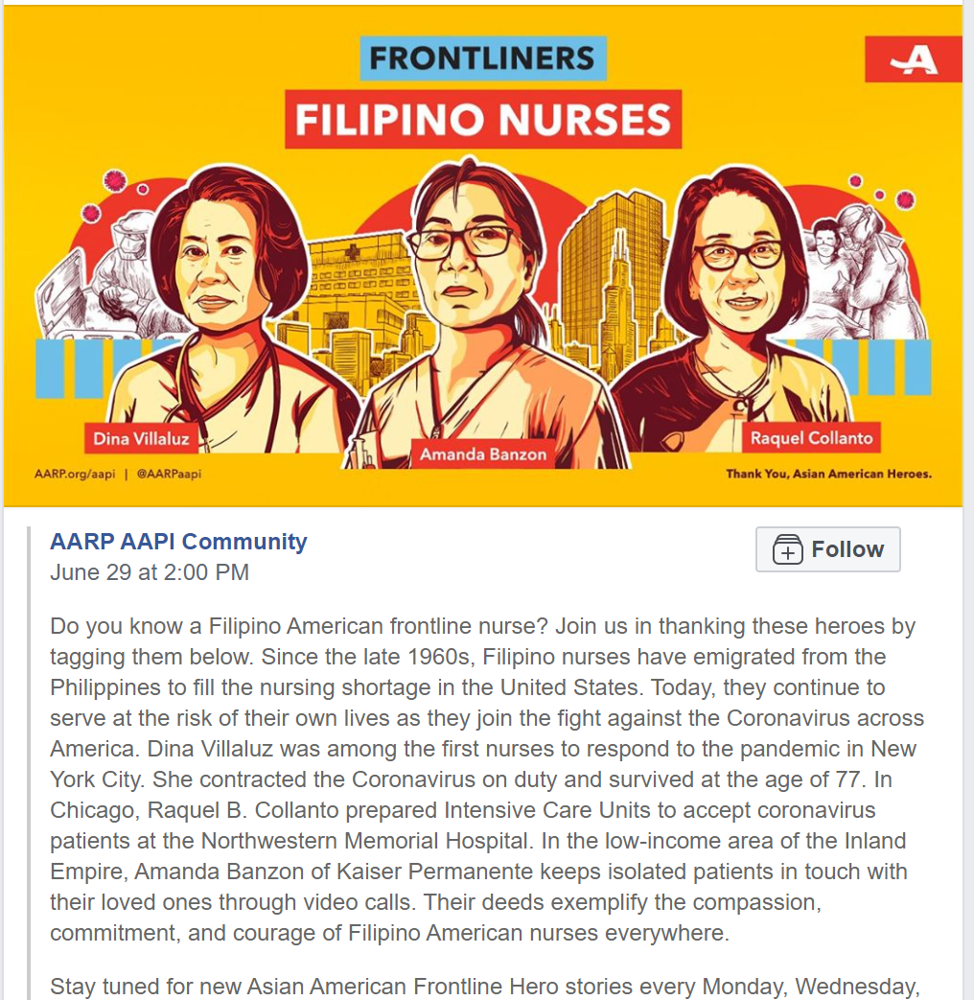 FRONTLINERS
FILIPINO NURSES
Dina Villaluz
Amanda Banzon
Raquel Collanto
AARP.org/aapi | @AARPaapi
Thank You, Asian American Heroes.
AARP AAPI Community
Follow
June 29 at 2:00 PM
Do you know a Filipino American frontline nurse? Join us in thanking these heroes by
tagging them below. Since the late 1960s, Filipino nurses have emigrated from the
Philippines to fill the nursing shortage in the United States. Today, they continue to
serve at the risk of their own lives as they join the fight against the Coronavirus across
America. Dina Villaluz was among the first nurses to respond to the pandemic in New
York City. She contracted the Coronavirus on duty and survived at the age of 77. In
Chicago, Raquel B. Collanto prepared Intensive Care Units to accept coronavirus
patients at the Northwestern Memorial Hospital. In the low-income area of the Inland
Empire, Amanda Banzon of Kaiser Permanente keeps isolated patients in touch with
their loved ones through video calls. Their deeds exemplify the compassion,
commitment, and courage of Filipino American nurses everywhere.
Stay tuned for new Asian American Frontline Hero stories every Monday, Wednesday,